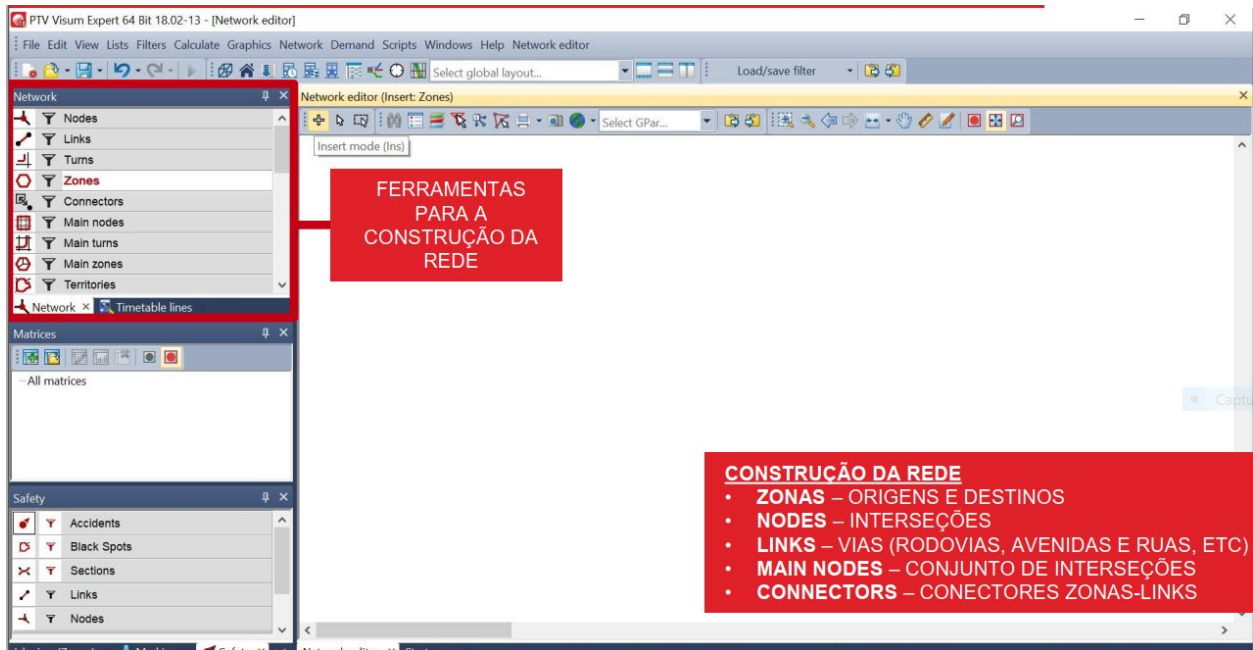 PTV Visum Expert 64 Bit 18.02-13 - [Network editor]
File Edit View Lists Filters Calculate Graphics Network Demand Scripts Windows Help Network editor
Select global layout...
Load/save filter
Network
Nodes
Links
Turns
Zones
Connectors
Main nodes
Main turns
Main zones
Territories
Network
Timetable lines
Matrices
All matrices
Safety
Accidents
Black Spots
Sections
Links
Nodes
Network editor (Insert: Zones)
Select GPar...
Insert mode (Ins)
FERRAMENTAS
PARA A
CONSTRUÇÃO DA
REDE
Captu
CONSTRUÇÃO DA REDE
• ZONAS – ORIGENS E DESTINOS
• NODES – INTERSEÇÕES
• LINKS – VIAS (RODOVIAS, AVENIDAS E RUAS, ETC)
• MAIN NODES – CONJUNTO DE INTERSEÇÕES
• CONNECTORS – CONECTORES ZONAS-LINKS